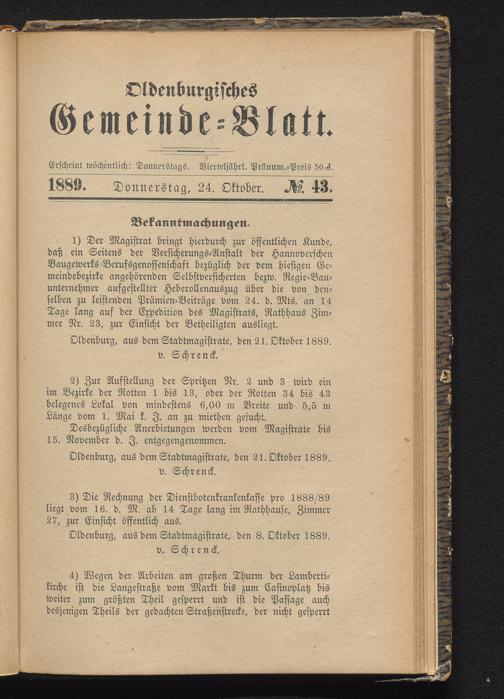 Oldenburgisches
Gemeinde=Blatt.
Erscheint wöchentlich: Donnerstags. Vierteljährl. Pränum.=Preis 50 ₰.
1889. Donnerstag, 24. Oktober. № 43.
Bekanntmachungen.
1) Der Magistrat bringt hierdurch zur öffentlichen Kunde,
daß ein Seitens der Versicherungs=Anstalt der Hannoverschen
Baugewerks=Berufsgenossenschaft bezüglich der dem hiesigen Ge=
meindebezirke angehörenden Selbstversicherten bezw. Regie=Bau=
unternehmer aufgestellter Heberollenauszug über die von den=
selben zu leistenden Prämien=Beiträge vom 24. d. Mts. an 14
Tage lang auf der Expedition des Magistrats, Rathhaus Zim=
mer Nr. 23, zur Einsicht der Betheiligten ausliegt.
Oldenburg, aus dem Stadtmagistrate, den 21. Oktober 1889.
v. Schrenck.
2) Zur Aufstellung der Spritzen Nr. 2 und 3 wird ein
im Bezirke der Rotten 1 bis 13, oder der Rotten 34 bis 43
belegenes Lokal von mindestens 6,00 m Breite und 5,5 m
Länge vom 1. Mai k. J. an zu miethen gesucht.
Desbezügliche Anerbietungen werden vom Magistrate bis
15. November d. J. entgegengenommen.
Oldenburg, aus dem Stadtmagistrate, den 21. Oktober 1889.
v. Schrenck.
3) Die Rechnung der Dienstbotenkrankenkasse pro 1888/89
liegt vom 16. d. M. ab 14 Tage lang im Rathhause, Zimmer
27, zur Einsicht öffentlich aus.
Oldenburg, aus dem Stadtmagistrate, den 8. Oktober 1889.
v. Schrenck.
4) Wegen der Arbeiten am großen Thurm der Lamberti=
kirche ist die Langestraße vom Markt bis zum Casinoplatz bis
weiter zum größten Theil gesperrt und ist die Passage auch
desjenigen Theils der gedachten Straßenstrecke, der nicht gesperrt